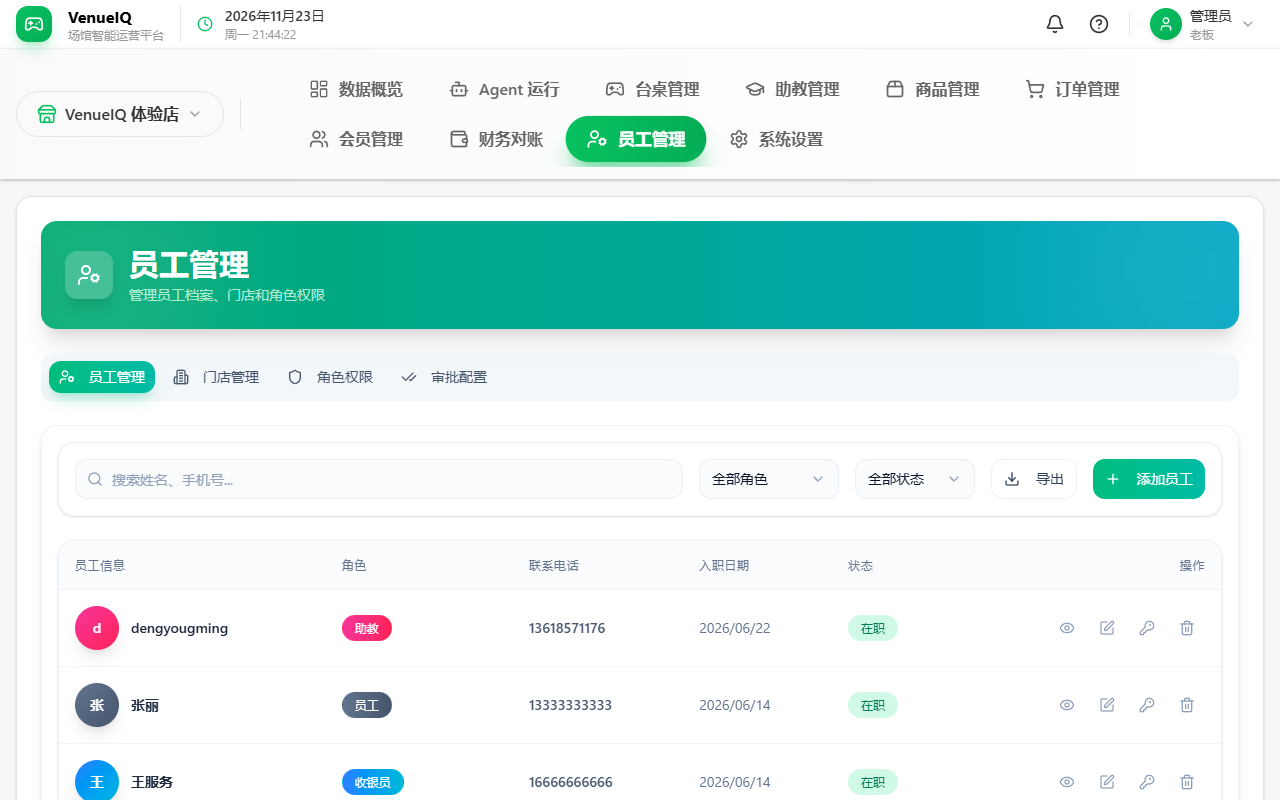 VenueIQ
场馆智能运营平台
2026年11月23日
周一 21:44:22
管理员
老板
VenueIQ 体验店
数据概览
Agent 运行
台桌管理
助教管理
商品管理
订单管理
会员管理
财务对账
员工管理
系统设置
员工管理
管理员工档案、门店和角色权限
员工管理
门店管理
角色权限
审批配置
搜索姓名、手机号...
全部角色
全部状态
导出
添加员工
员工信息 角色 联系电话 入职日期 状态 操作
d dengyougming 助教 13618571176 2026/06/22 在职
张 张丽 员工 13333333333 2026/06/14 在职
王 王服务 收银员 16666666666 2026/06/14 在职